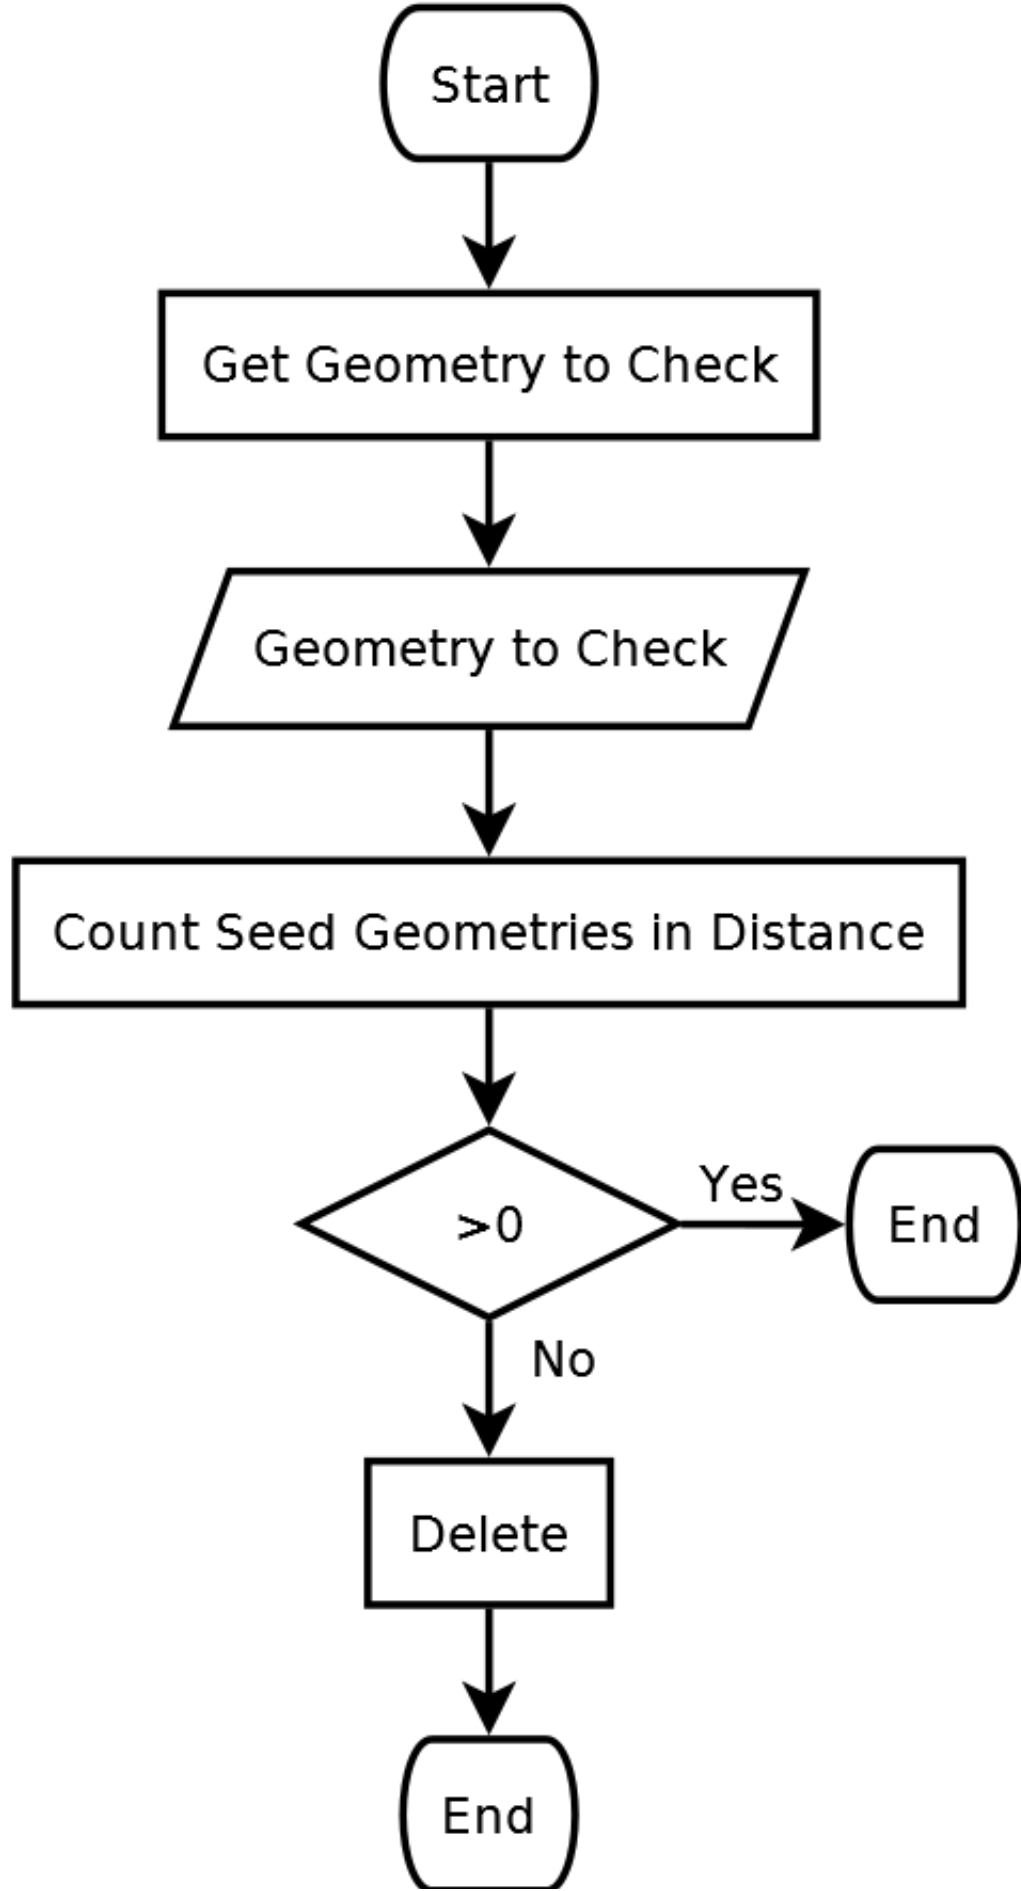 Start
Get Geometry to Check
Geometry to Check
Count Seed Geometries in Distance
>0
Yes
End
No
Delete
End